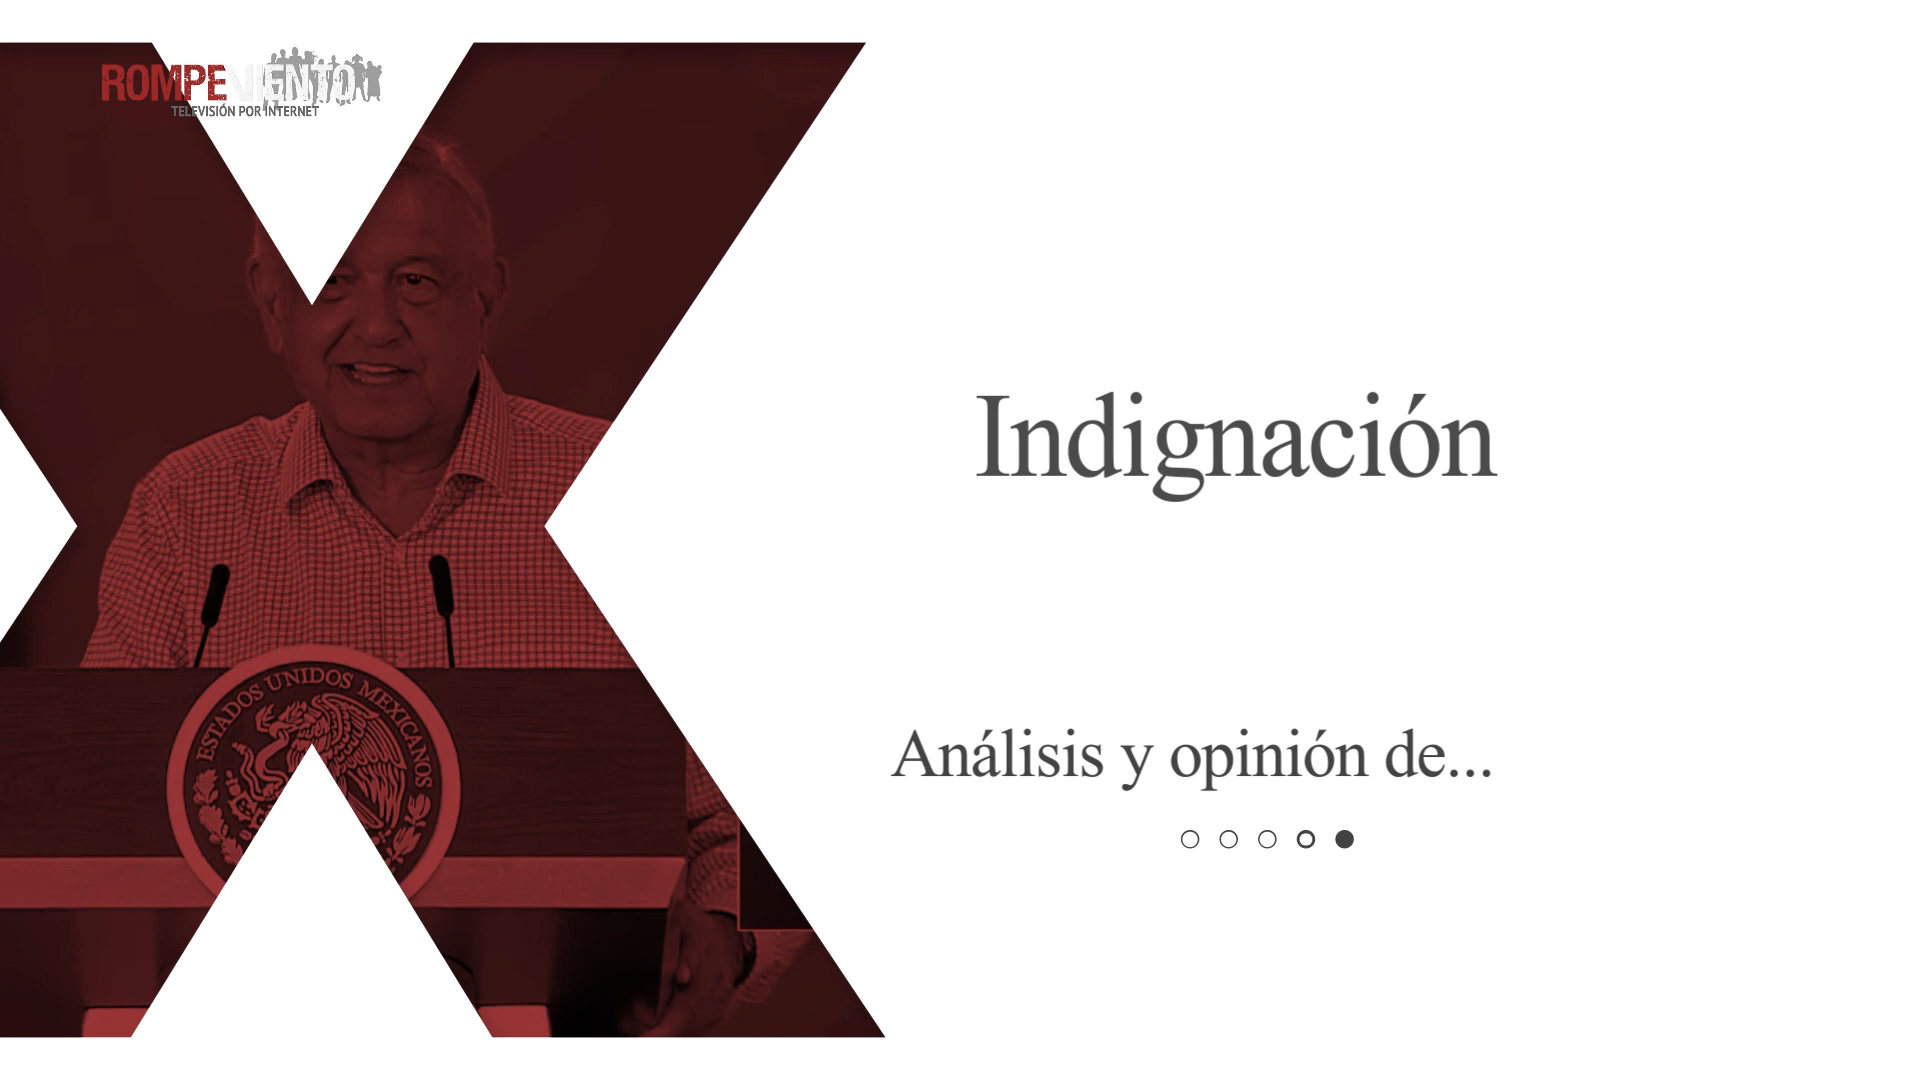 ROMPEVIENTO
TELEVISIÓN POR INTERNET
Indignación
Análisis y opinión de...
ESTADOS UNIDOS MEXICANOS